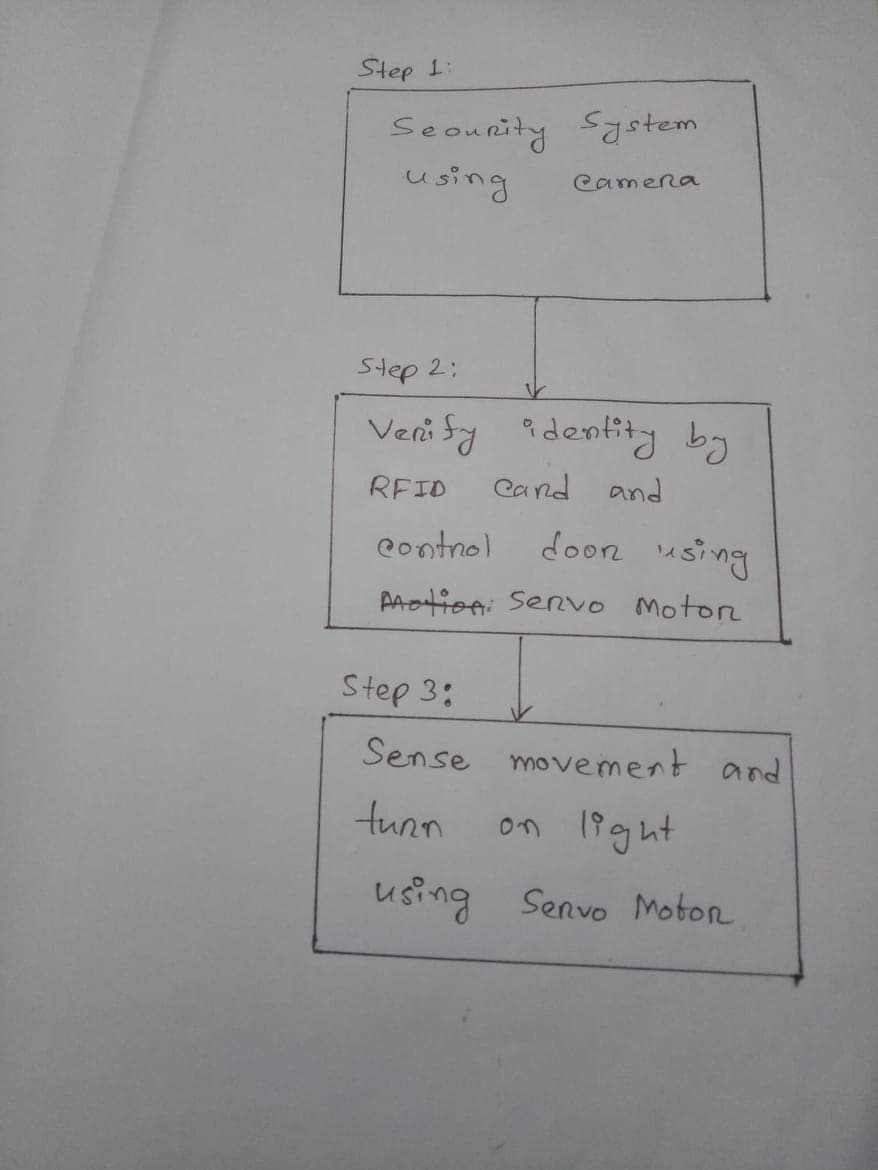 Step 1:
Security System
using camera
Step 2:
Verify identity by
RFID card and
control door using
Motion: Servo Motor
Step 3:
Sense movement and
turn on light
using Servo Motor